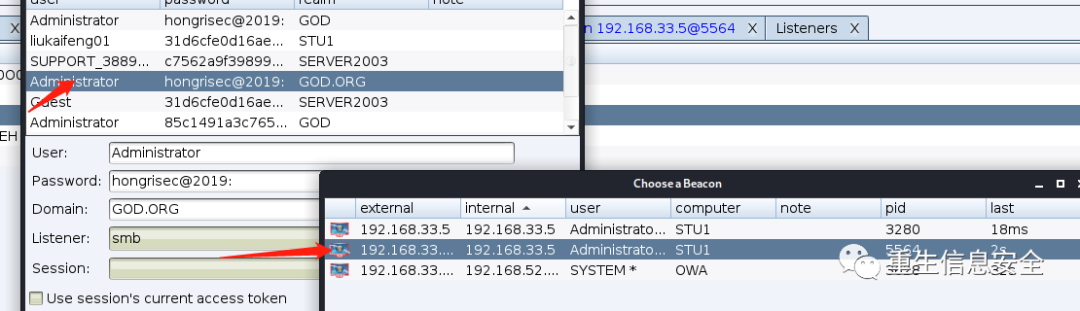 user password realm note
Administrator hongrisec@2019: GOD
liukaifeng01 31d6cfe0d16ae... STU1
SUPPORT_3889... c7562a9f39899... SERVER2003
Administrator hongrisec@2019: GOD.ORG
Guest 31d6cfe0d16ae... SERVER2003
Administrator 85c1491a3c765... GOD
X
n 192.168.33.5@5564 X
Listeners X
EH
User: Administrator
Password: hongrisec@2019:
Domain: GOD.ORG
Listener: smb
Session:
Use session's current access token
Choose a Beacon
external internal user computer note pid last
192.168.33.5 192.168.33.5 Administrato... STU1 3280 18ms
192.168.33.... 192.168.33.5 Administrato... STU1 5564 2s
192.168.33.... 192.168.52.... SYSTEM * OWA
重生信息安全